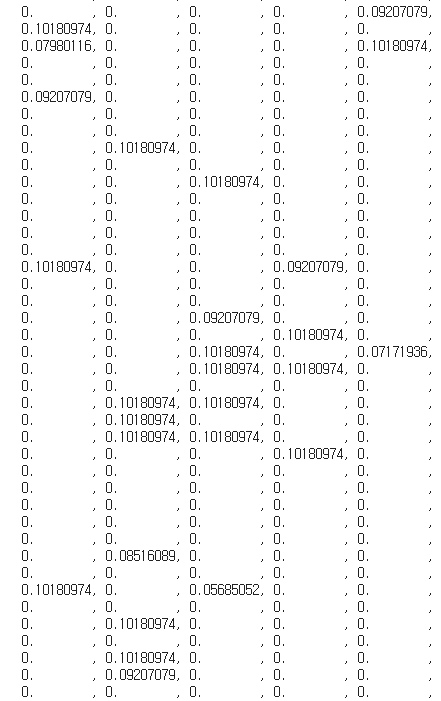 0.        , 0.        , 0.        , 0.        , 0.09207079,
0.10180974, 0.        , 0.        , 0.        , 0.        ,
0.07980116, 0.        , 0.        , 0.        , 0.10180974,
0.        , 0.        , 0.        , 0.        , 0.        ,
0.        , 0.        , 0.        , 0.        , 0.        ,
0.09207079, 0.        , 0.        , 0.        , 0.        ,
0.        , 0.        , 0.        , 0.        , 0.        ,
0.        , 0.        , 0.        , 0.        , 0.        ,
0.        , 0.10180974, 0.        , 0.        , 0.        ,
0.        , 0.        , 0.        , 0.        , 0.        ,
0.        , 0.        , 0.10180974, 0.        , 0.        ,
0.        , 0.        , 0.        , 0.        , 0.        ,
0.        , 0.        , 0.        , 0.        , 0.        ,
0.        , 0.        , 0.        , 0.        , 0.        ,
0.        , 0.        , 0.        , 0.        , 0.        ,
0.10180974, 0.        , 0.        , 0.09207079, 0.        ,
0.        , 0.        , 0.        , 0.        , 0.        ,
0.        , 0.        , 0.        , 0.        , 0.        ,
0.        , 0.        , 0.09207079, 0.        , 0.        ,
0.        , 0.        , 0.        , 0.10180974, 0.        ,
0.        , 0.        , 0.10180974, 0.        , 0.07171936,
0.        , 0.        , 0.10180974, 0.10180974, 0.        ,
0.        , 0.        , 0.        , 0.        , 0.        ,
0.        , 0.10180974, 0.10180974, 0.        , 0.        ,
0.        , 0.10180974, 0.        , 0.        , 0.        ,
0.        , 0.10180974, 0.10180974, 0.        , 0.        ,
0.        , 0.        , 0.        , 0.10180974, 0.        ,
0.        , 0.        , 0.        , 0.        , 0.        ,
0.        , 0.        , 0.        , 0.        , 0.        ,
0.        , 0.        , 0.        , 0.        , 0.        ,
0.        , 0.        , 0.        , 0.        , 0.        ,
0.        , 0.        , 0.        , 0.        , 0.        ,
0.        , 0.08516089, 0.        , 0.        , 0.        ,
0.        , 0.        , 0.        , 0.        , 0.        ,
0.10180974, 0.        , 0.05685052, 0.        , 0.        ,
0.        , 0.        , 0.        , 0.        , 0.        ,
0.        , 0.10180974, 0.        , 0.        , 0.        ,
0.        , 0.        , 0.        , 0.        , 0.        ,
0.        , 0.10180974, 0.        , 0.        , 0.        ,
0.        , 0.09207079, 0.        , 0.        , 0.        ,
0.        , 0.        , 0.        , 0.        , 0.        ,